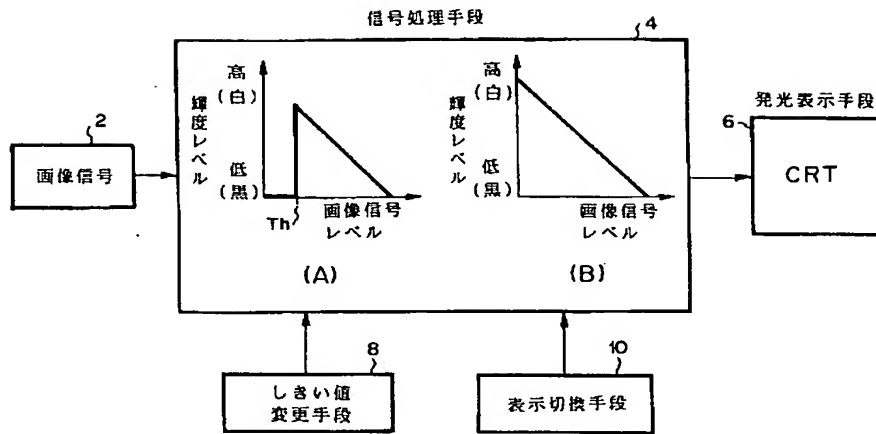 信号処理手段
4
高
(白)
輝度レベル
低
(黒)
Th
画像信号
レベル
(A)
高
(白)
輝度レベル
低
(黒)
画像信号
レベル
(B)
2
画像信号
発光表示手段
6
CRT
8
しきい値
変更手段
10
表示切換手段